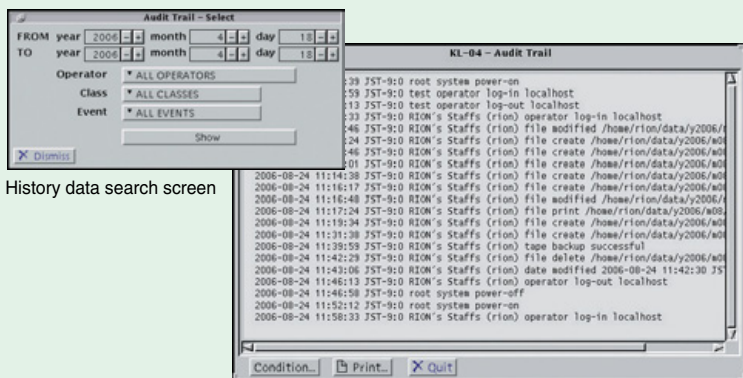 Audit Trail - Select
FROM year 2006 - + month 4 - + day 18 - +
TO year 2006 - + month 4 - + day 18 - +
Operator * ALL OPERATORS
Class * ALL CLASSES
Event * ALL EVENTS
Show
X Dismiss
History data search screen
KL-04 - Audit Trail
:39 JST-9:0 root system power-on
:59 JST-9:0 test operator log-in localhost
:13 JST-9:0 test operator log-out localhost
:33 JST-9:0 RION's Staffs (rion) operator log-in localhost
:46 JST-9:0 RION's Staffs (rion) file modified /home/rion/data/y2006/
:24 JST-9:0 RION's Staffs (rion) file create /home/rion/data/y2006/m08
:46 JST-9:0 RION's Staffs (rion) file create /home/rion/data/y2006/m0
:01 JST-9:0 RION's Staffs (rion) file create /home/rion/data/y2006/m0
2006-08-24 11:14:38 JST-9:0 RION's Staffs (rion) file create /home/rion/data/y2006/m0
2006-08-24 11:16:17 JST-9:0 RION's Staffs (rion) file create /home/rion/data/y2006/m0
2006-08-24 11:16:48 JST-9:0 RION's Staffs (rion) file modified /home/rion/data/y2006/
2006-08-24 11:17:24 JST-9:0 RION's Staffs (rion) file print /home/rion/data/y2006/m08
2006-08-24 11:19:34 JST-9:0 RION's Staffs (rion) file create /home/rion/data/y2006/m0
2006-08-24 11:31:38 JST-9:0 RION's Staffs (rion) file create /home/rion/data/y2006/m0
2006-08-24 11:39:59 JST-9:0 RION's Staffs (rion) tape backup successful
2006-08-24 11:42:29 JST-9:0 RION's Staffs (rion) file delete /home/rion/data/y2006/m0
2006-08-24 11:43:06 JST-9:0 RION's Staffs (rion) date modified 2006-08-24 11:42:30 JS
2006-08-24 11:46:13 JST-9:0 RION's Staffs (rion) operator log-out localhost
2006-08-24 11:46:58 JST-9:0 root system power-off
2006-08-24 11:52:12 JST-9:0 root system power-on
2006-08-24 11:58:33 JST-9:0 RION's Staffs (rion) operator log-in localhost
Condition... Print... X Quit